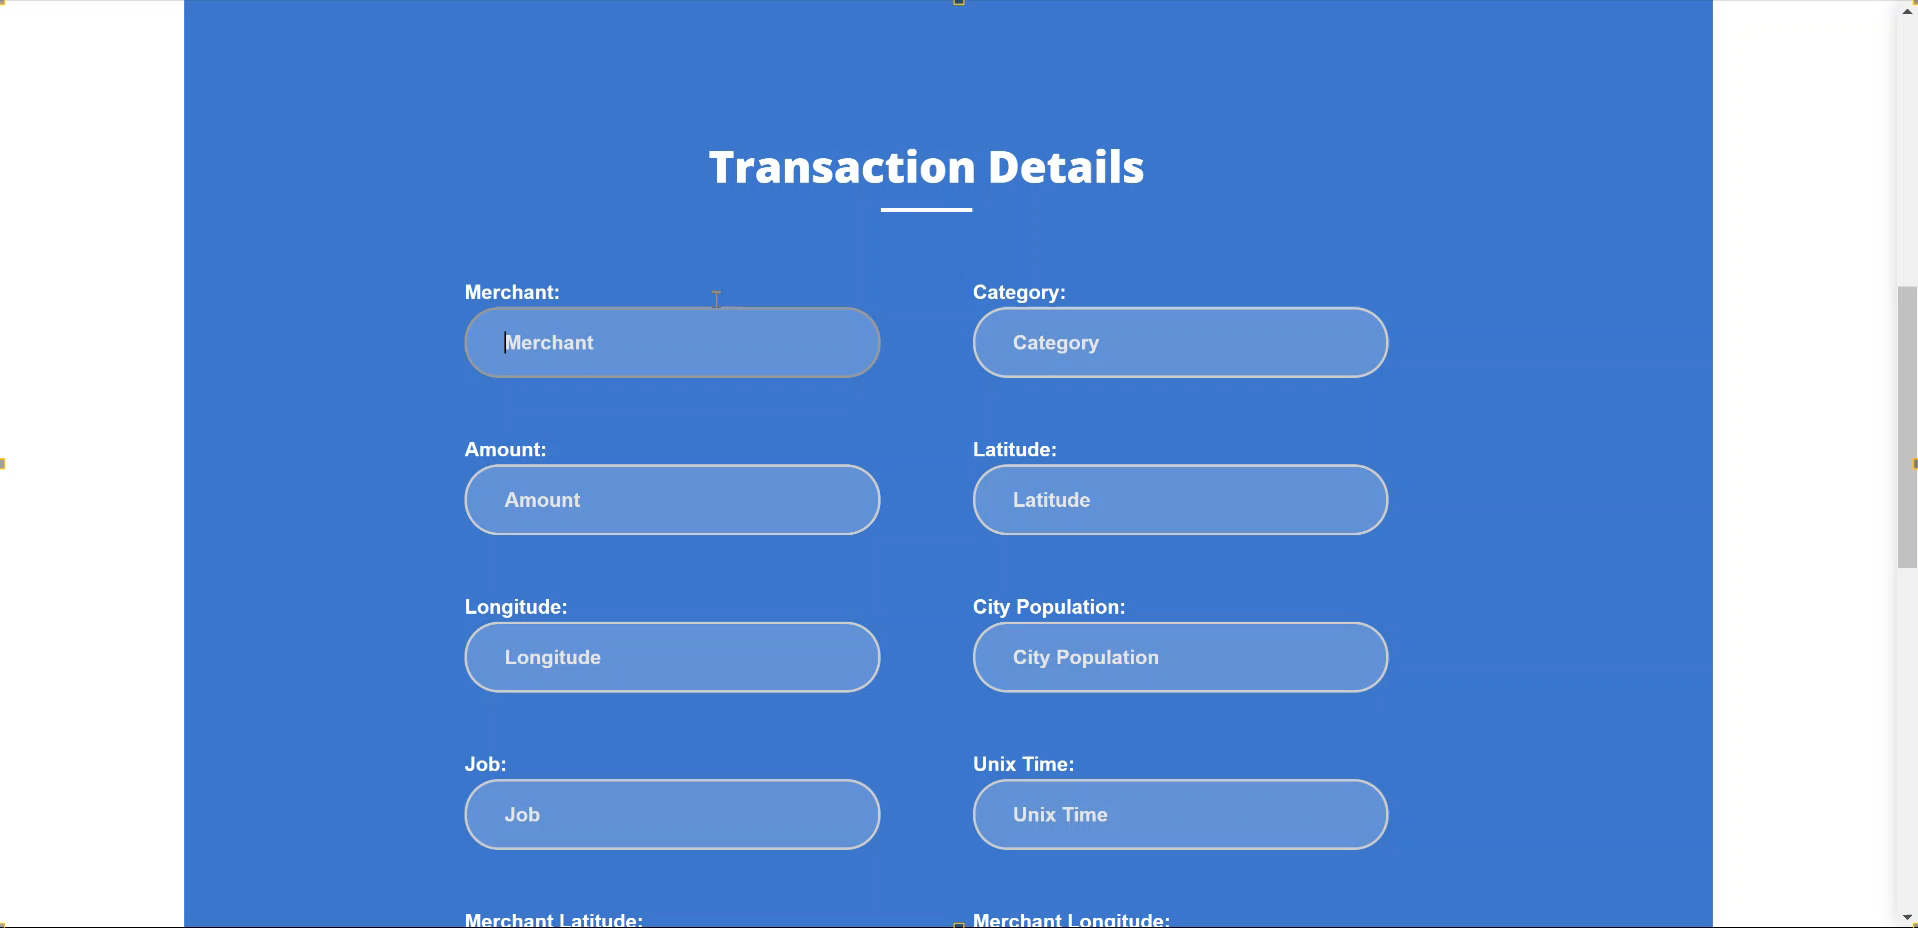 Transaction Details
Merchant: Category:
Merchant Category
Amount: Latitude:
Amount Latitude
Longitude: City Population:
Longitude City Population
Job: Unix Time:
Job Unix Time
Merchant Latitude: Merchant Longitude: